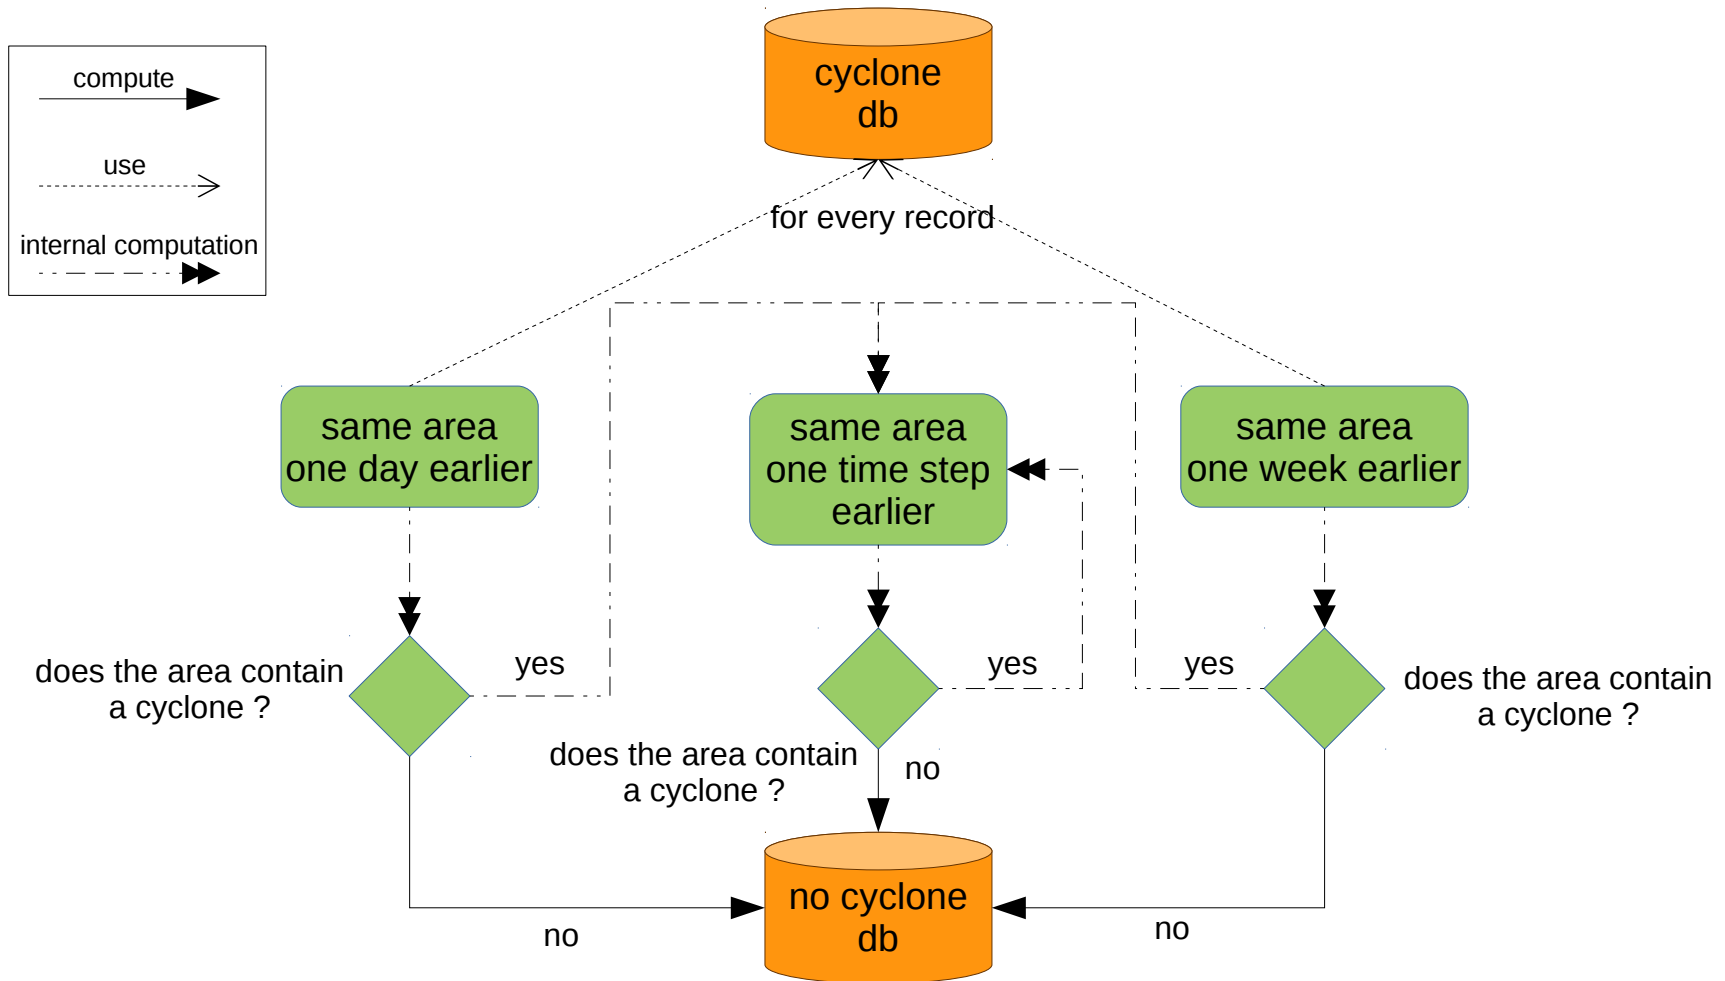 compute
use
internal computation
cyclone
db
for every record
same area
one day earlier
same area
one time step
earlier
same area
one week earlier
does the area contain
a cyclone ?
yes
does the area contain
a cyclone ?
yes
no
yes
does the area contain
a cyclone ?
no cyclone
db
no
no